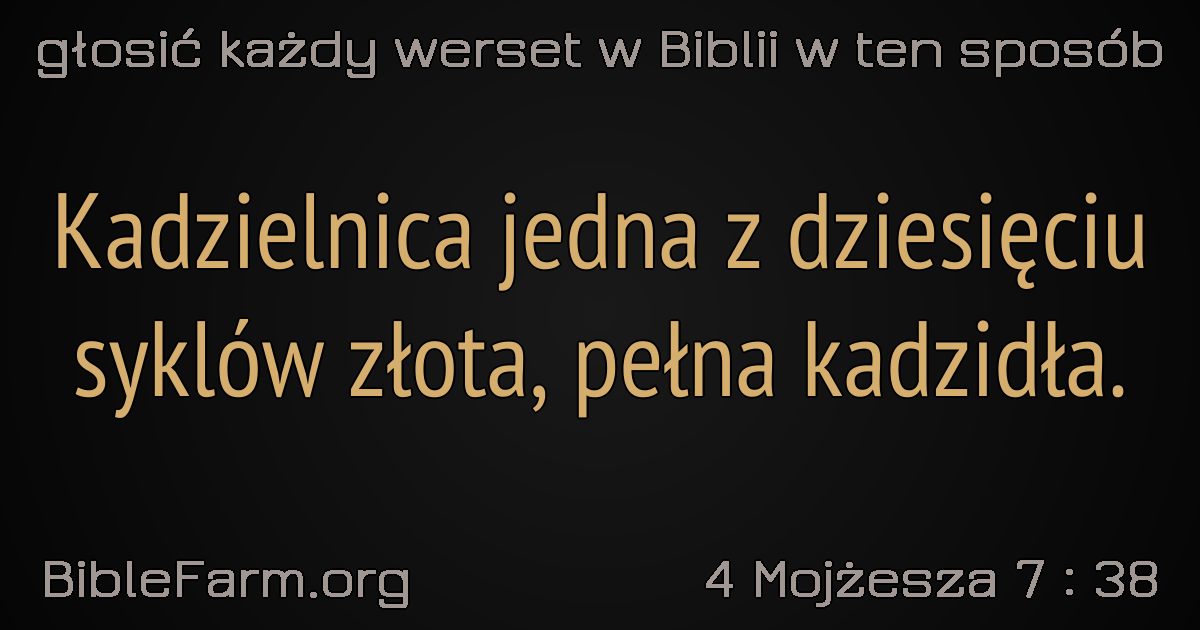 głosić każdy werset w Biblii w ten sposób
Kadzielnica jedna z dziesięciu
syklów złota, pełna kadzidła.
BibleFarm.org
4 Mojżesza 7 : 38